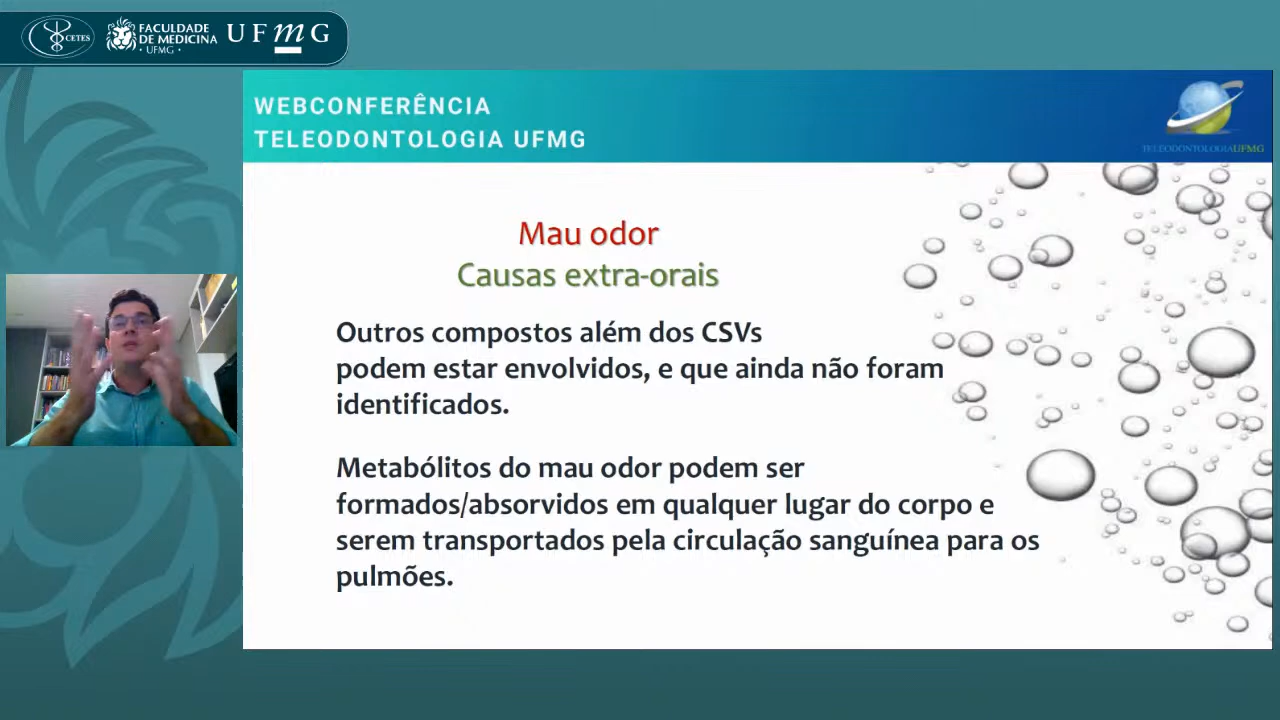 CETES
FACULDADE
DE MEDICINA
• UFMG •
UFmG
WEBCONFERÊNCIA
TELEODONTOLOGIA UFMG
TELEODONTOLOGIAUFMG
Mau odor
Causas extra-orais
Outros compostos além dos CSVs
podem estar envolvidos, e que ainda não foram
identificados.
Metabólitos do mau odor podem ser
formados/absorvidos em qualquer lugar do corpo e
serem transportados pela circulação sanguínea para os
pulmões.